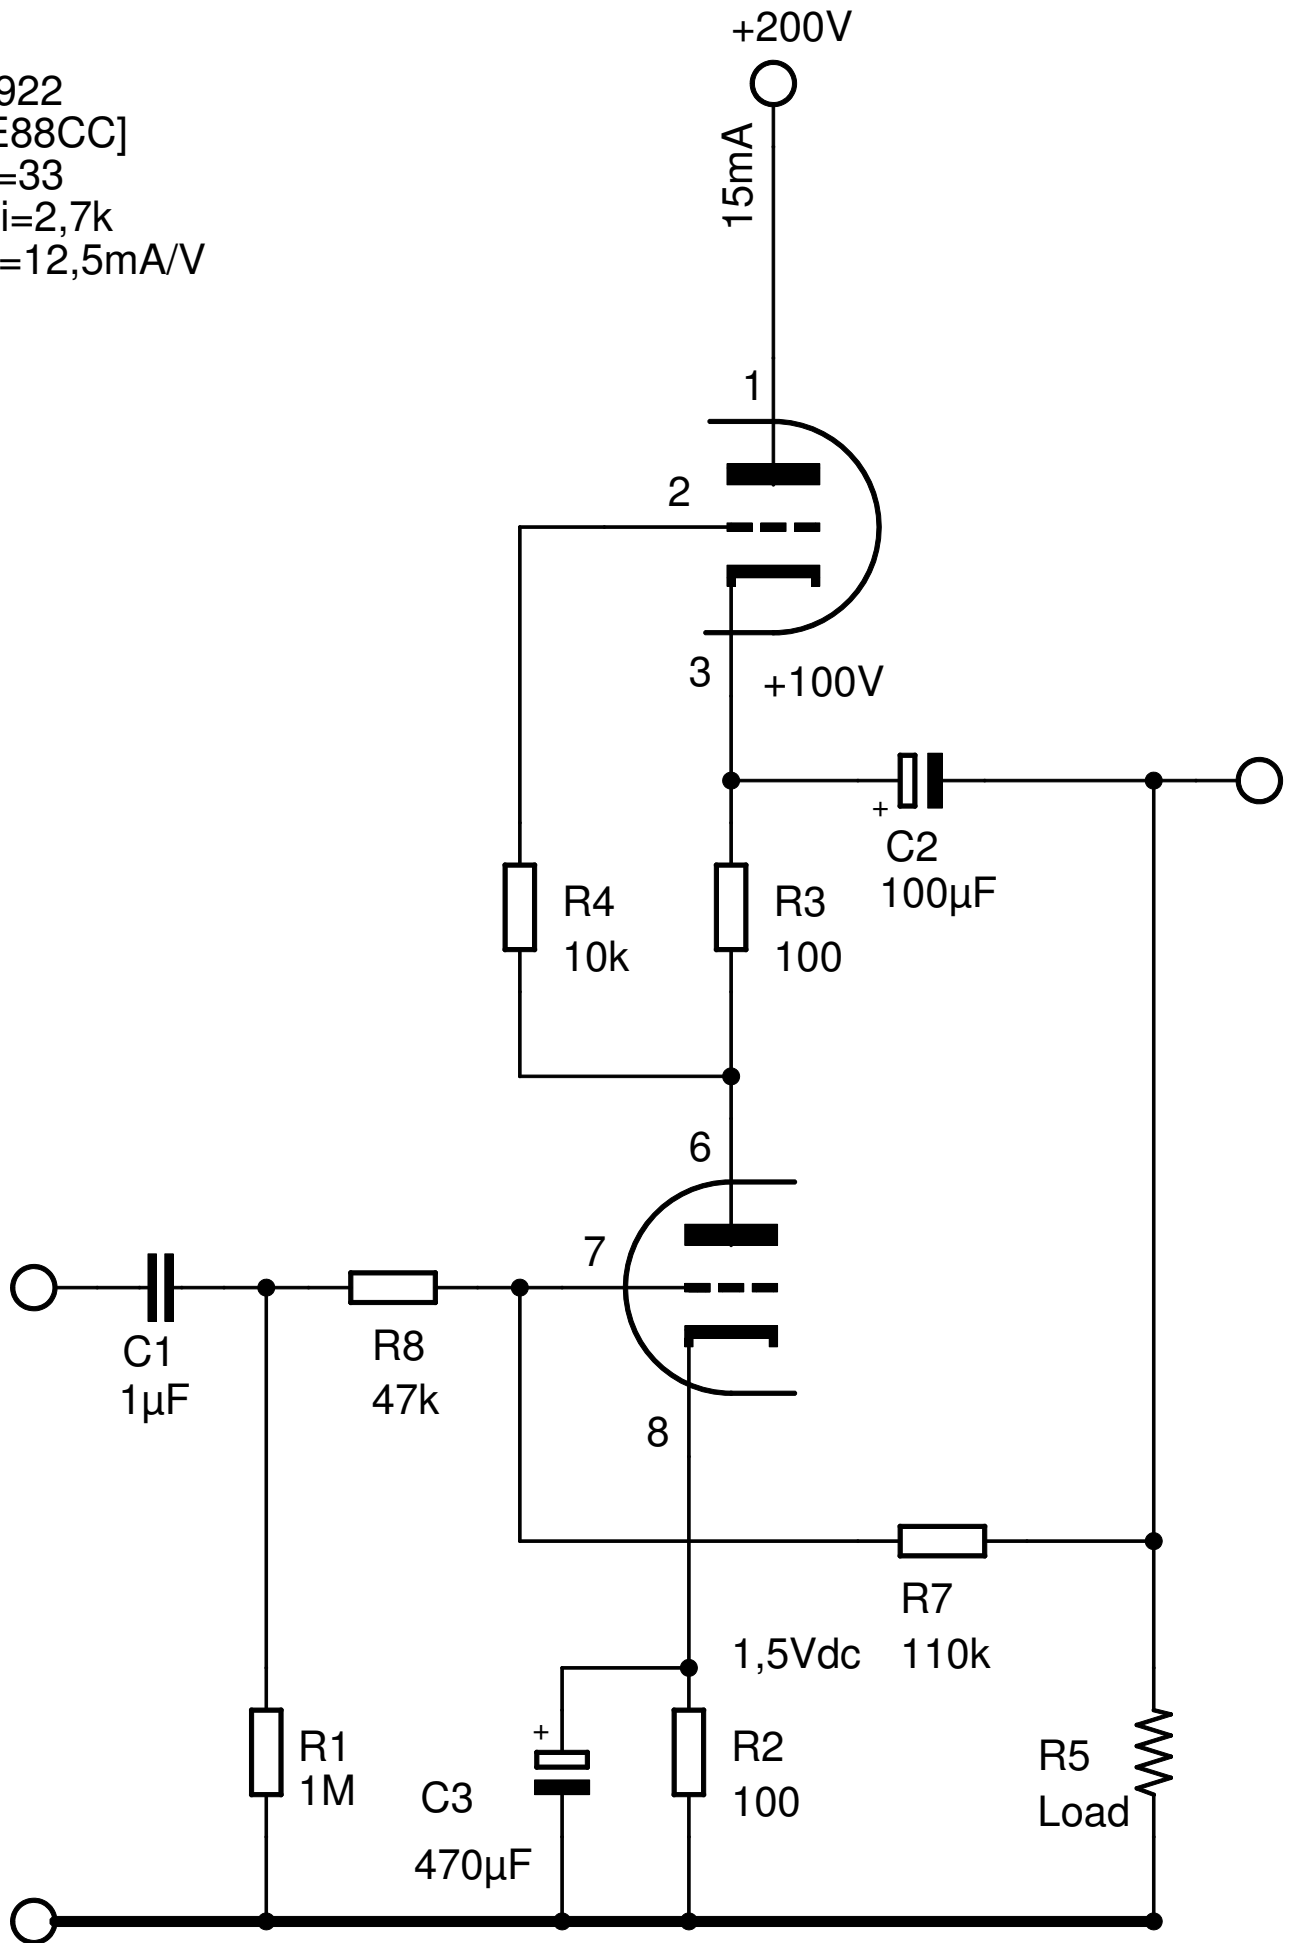 +200V
922
E88CC]
=33
i=2,7k
=12,5mA/V
15mA
1
2
3
+100V
+
C2
100µF
R4
10k
R3
100
6
7
C1
1µF
R8
47k
8
R7
110k
1,5Vdc
+
R1
1M
C3
470µF
R2
100
R5
Load